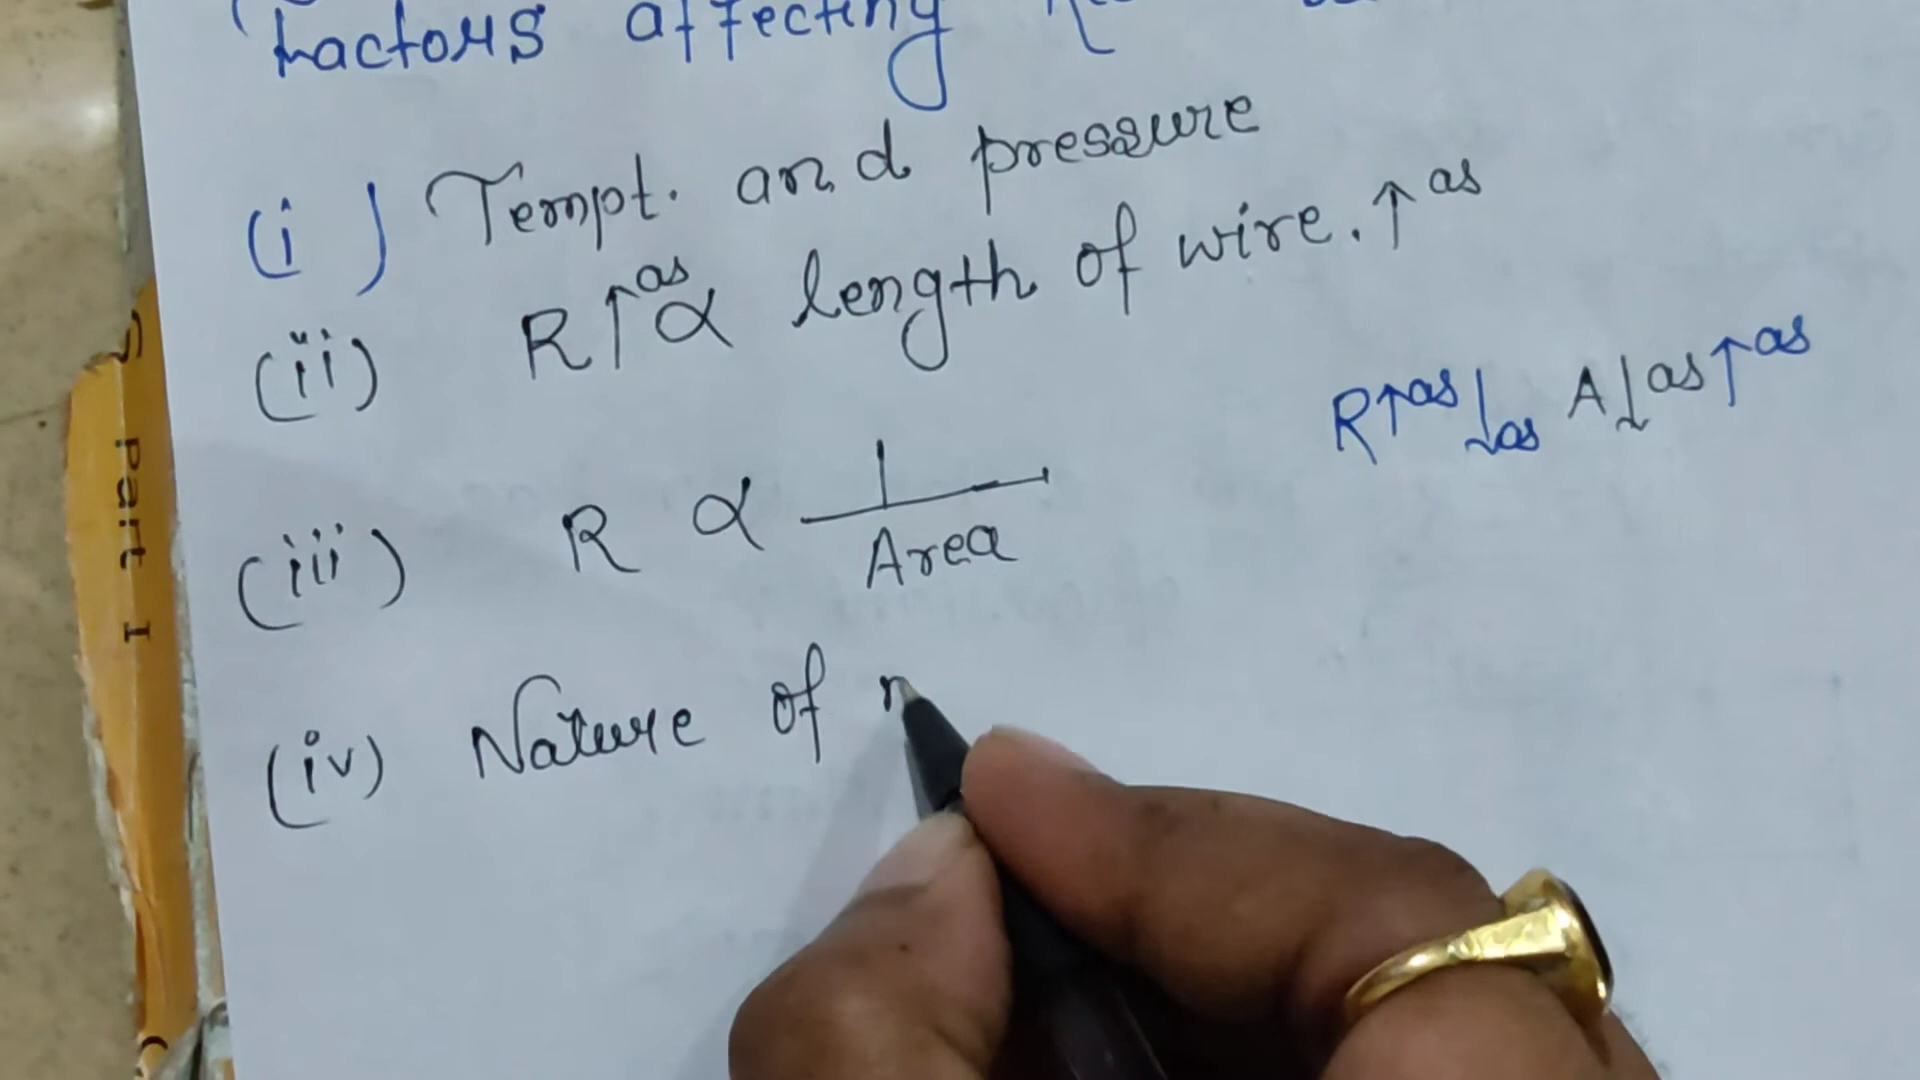 Factors affecting
(i) Tempt. and pressure
(ii) R↑as ∝ length of wire. ↑as
R↑as ↓as A↓as ↑as
(iii) R ∝ 1/Area
(iv) Nature of
Part I